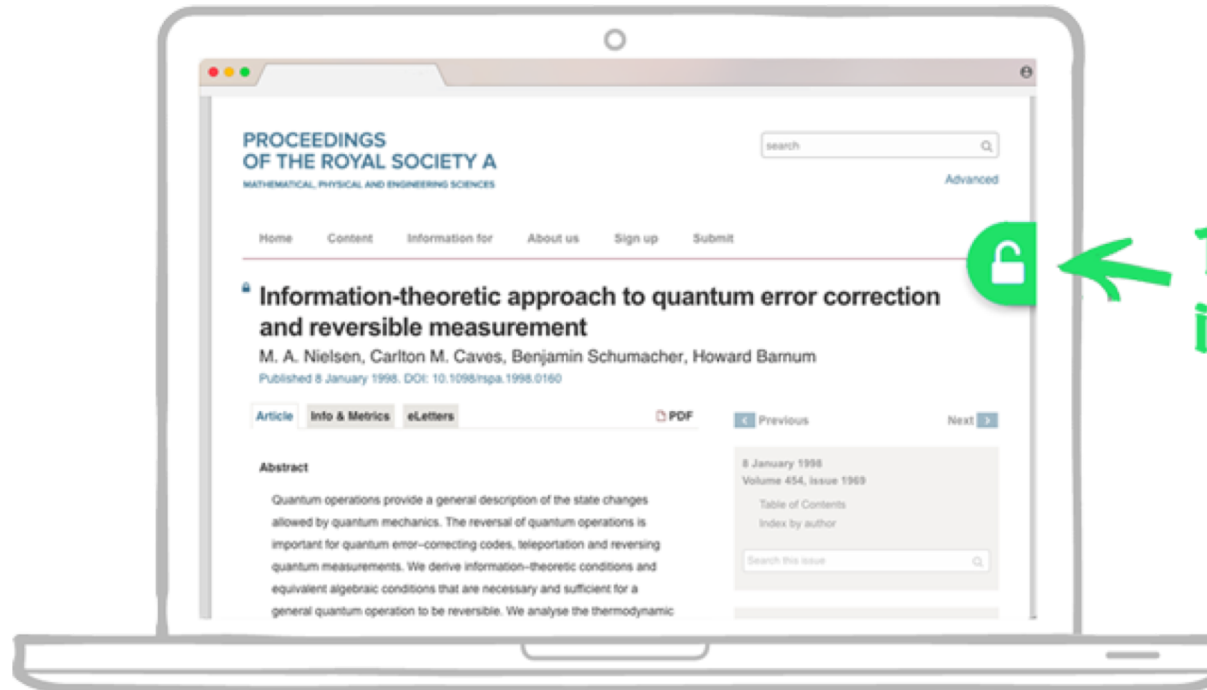 PROCEEDINGS
OF THE ROYAL SOCIETY A
MATHEMATICAL, PHYSICAL AND ENGINEERING SCIENCES
search
Advanced
Home Content Information for About us Sign up Submit
Information-theoretic approach to quantum error correction
and reversible measurement
M. A. Nielsen, Carlton M. Caves, Benjamin Schumacher, Howard Barnum
Published 8 January 1998. DOI: 10.1098/rspa.1998.0160
Article Info & Metrics eLetters PDF
Previous Next
Abstract
Quantum operations provide a general description of the state changes
allowed by quantum mechanics. The reversal of quantum operations is
important for quantum error–correcting codes, teleportation and reversing
quantum measurements. We derive information–theoretic conditions and
equivalent algebraic conditions that are necessary and sufficient for a
general quantum operation to be reversible. We analyse the thermodynamic
8 January 1998
Volume 454, issue 1969
Table of Contents
Index by author
Search this issue